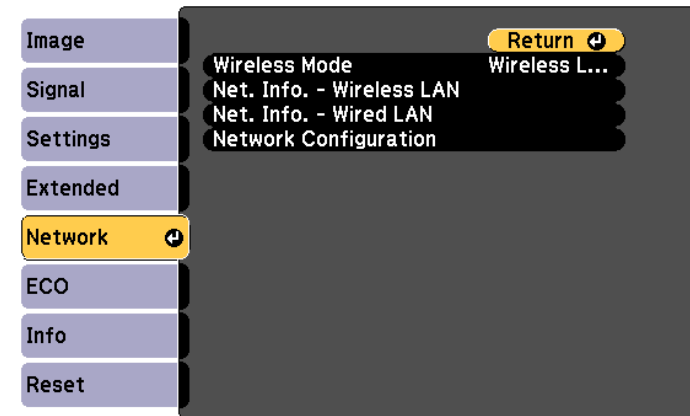 Image
Signal
Settings
Extended
Network
ECO
Info
Reset
Return
Wireless Mode Wireless L...
Net. Info. - Wireless LAN
Net. Info. - Wired LAN
Network Configuration